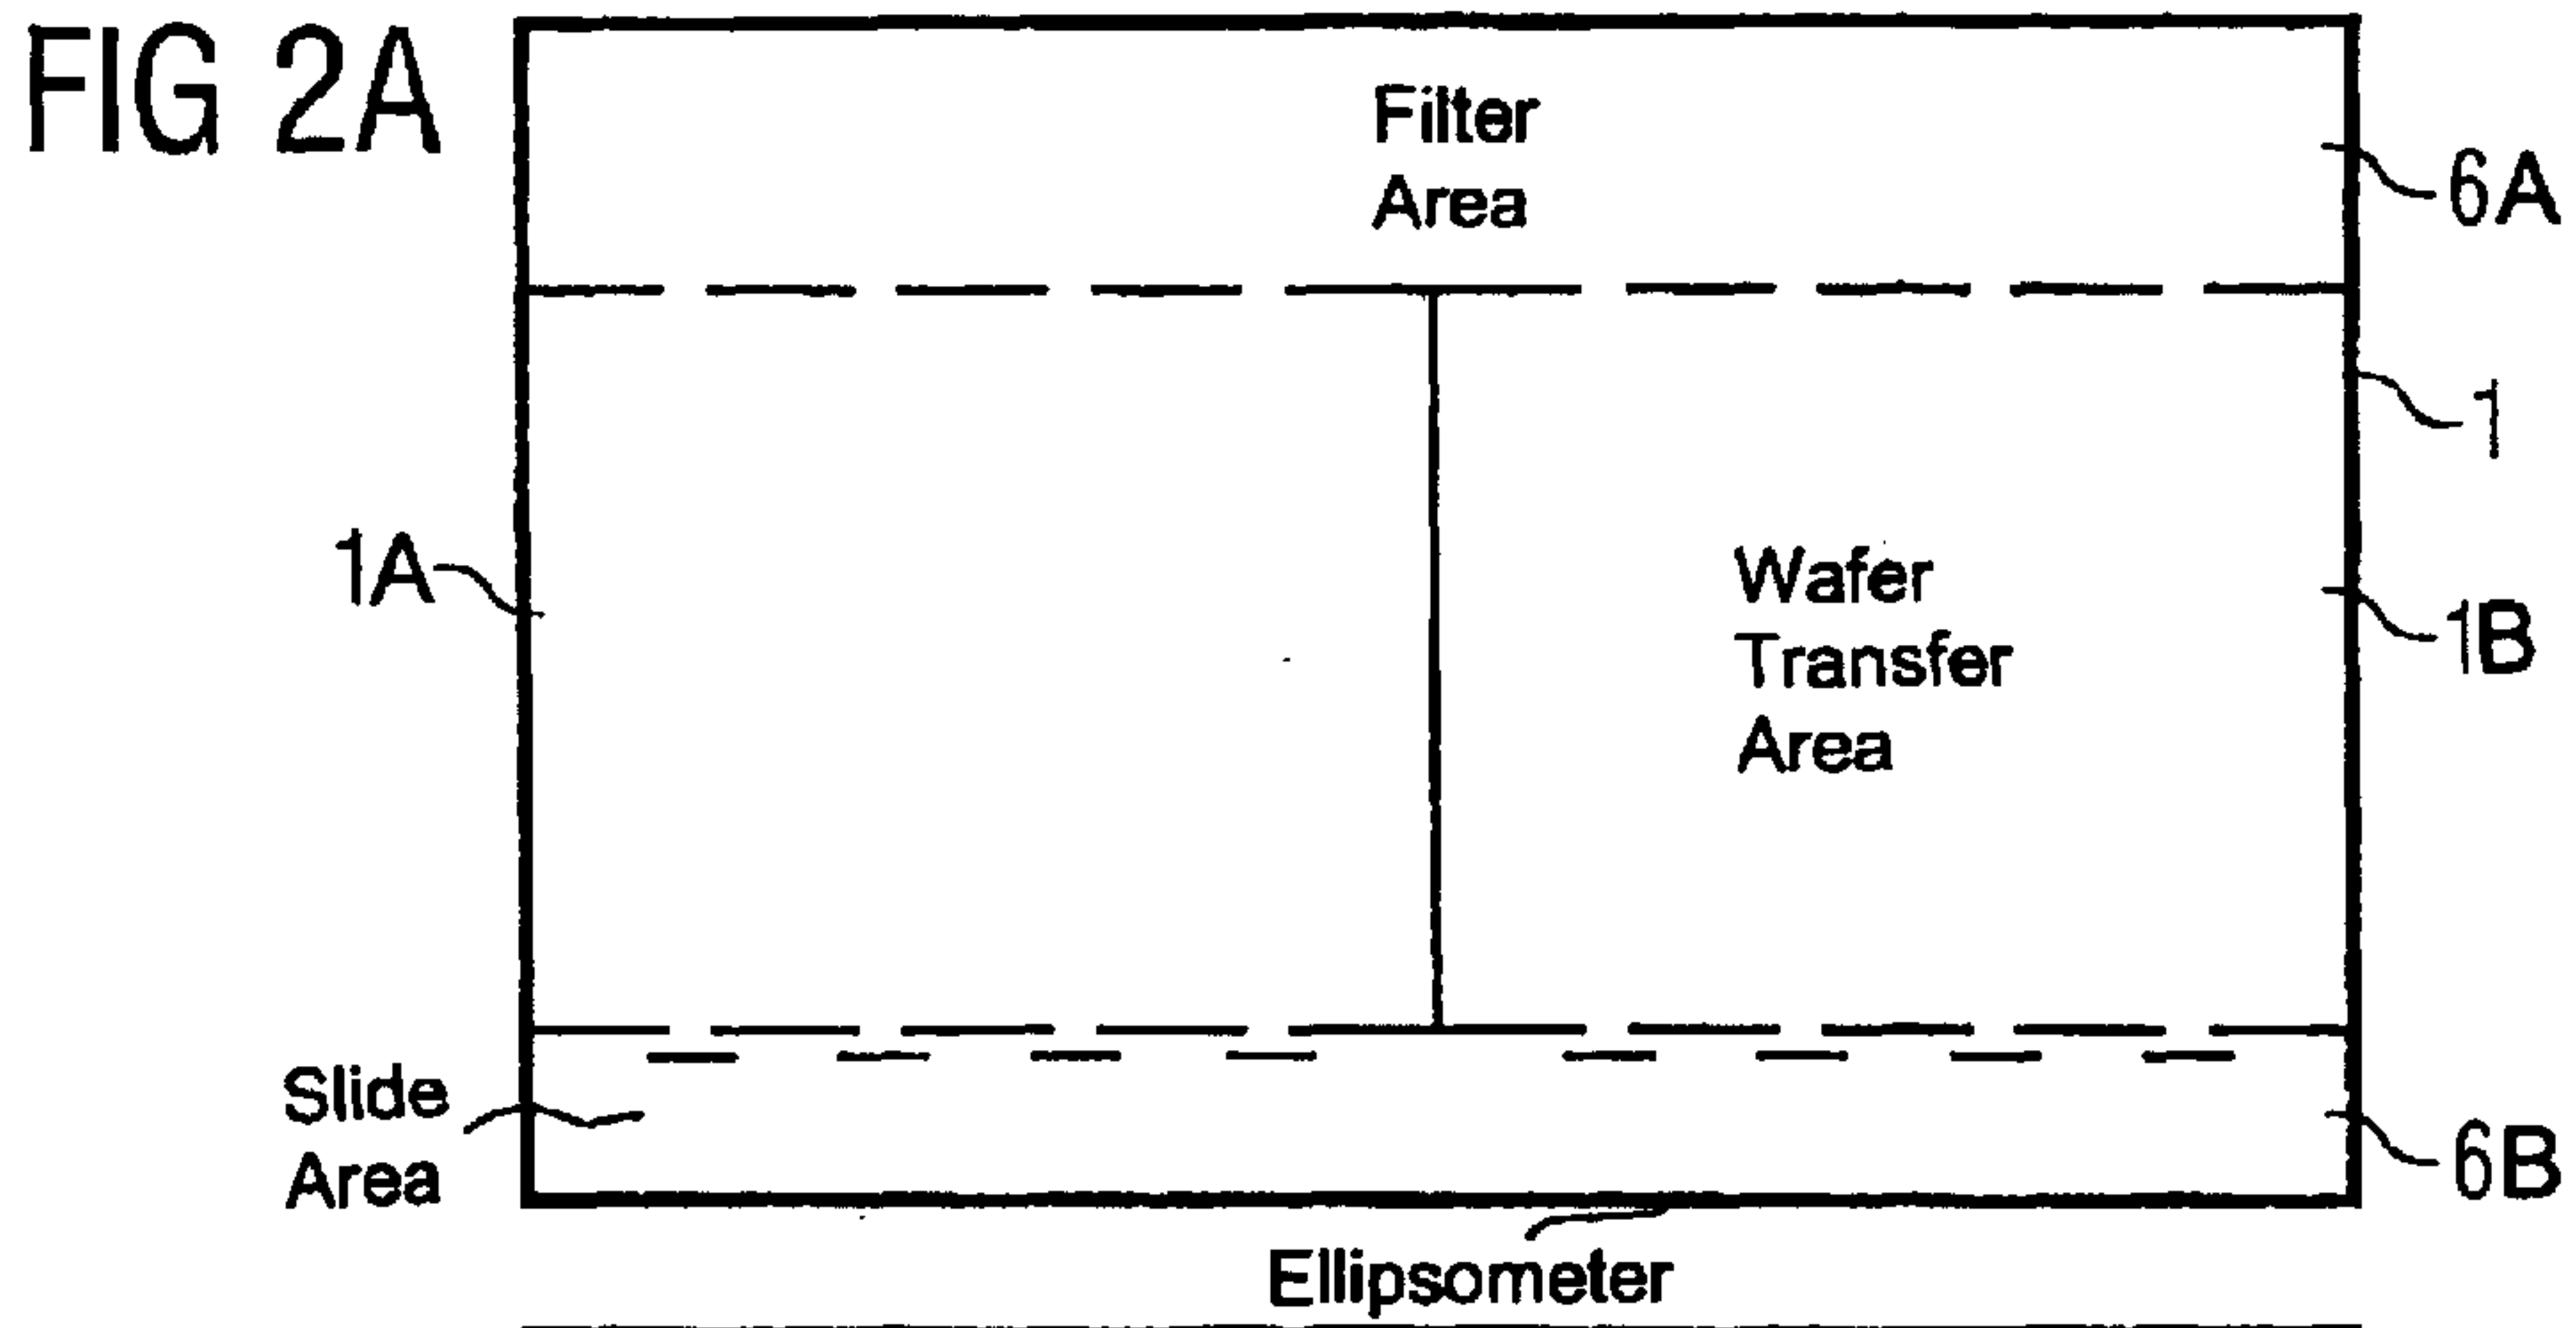 FIG 2A
Filter
Area
6A
1
1A
Wafer
Transfer
Area
1B
Slide
Area
6B
Ellipsometer